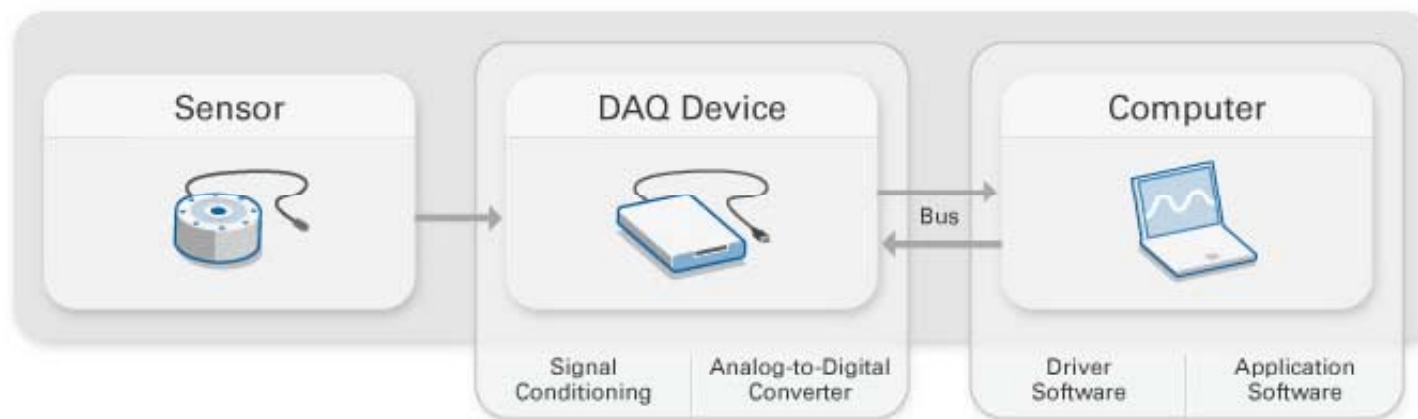 Sensor
DAQ Device
Computer
Bus
Signal
Conditioning
Analog-to-Digital
Converter
Driver
Software
Application
Software